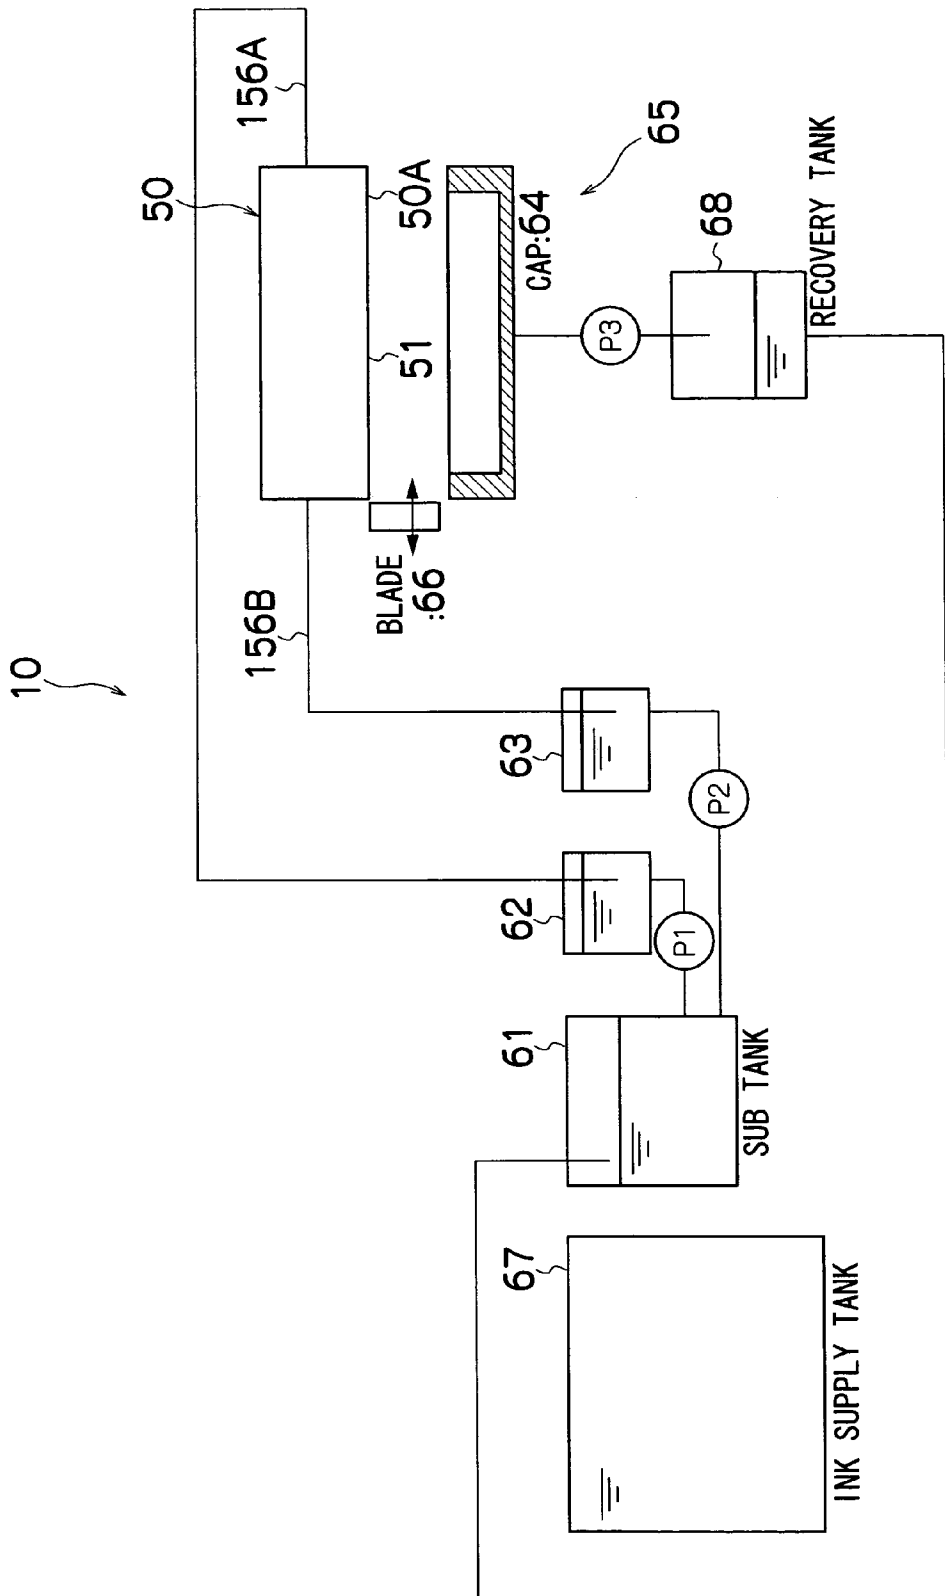 10
50
156A
156B
51
50A
BLADE
:66
CAP:64
65
P3
68
RECOVERY TANK
63
62
P2
P1
61
SUB TANK
67
INK SUPPLY TANK